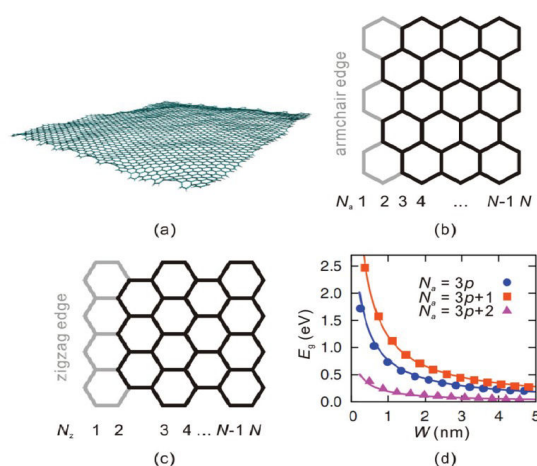 (a)
armchair edge
Nₐ 1 2 3 4 ... N-1 N
(b)
zigzag edge
N_z 1 2 3 4... N-1 N
(c)
2.5
2.0
1.5
1.0
0.5
0.0
E_g (eV)
Nₐ = 3p
Nₐ = 3p+1
Nₐ = 3p+2
0 1 2 3 4 5
W (nm)
(d)